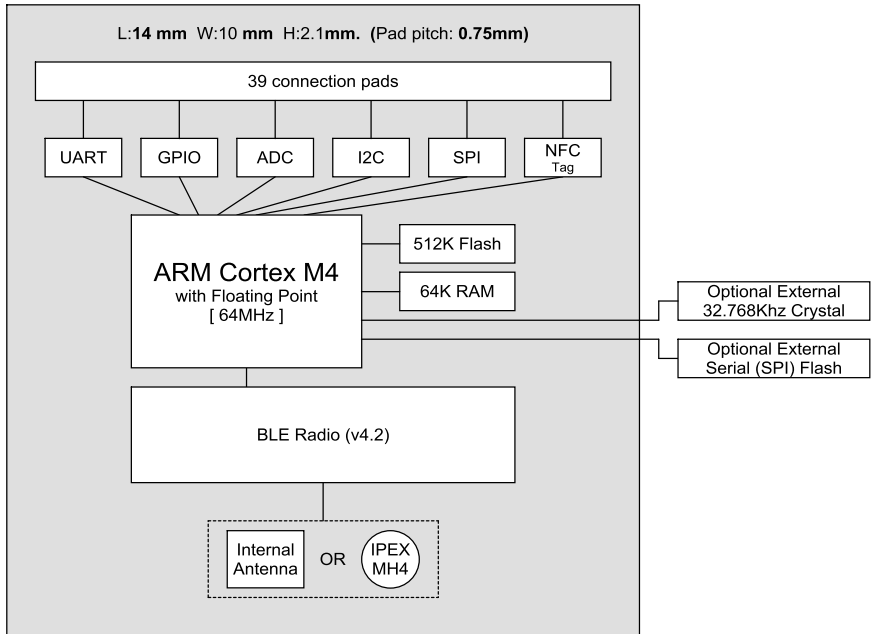 L:14 mm W:10 mm H:2.1mm. (Pad pitch: 0.75mm)
39 connection pads
UART
GPIO
ADC
I2C
SPI
NFC
Tag
ARM Cortex M4
with Floating Point
[ 64MHz ]
512K Flash
64K RAM
Optional External
32.768Khz Crystal
Optional External
Serial (SPI) Flash
BLE Radio (v4.2)
Internal
Antenna
OR
IPEX
MH4